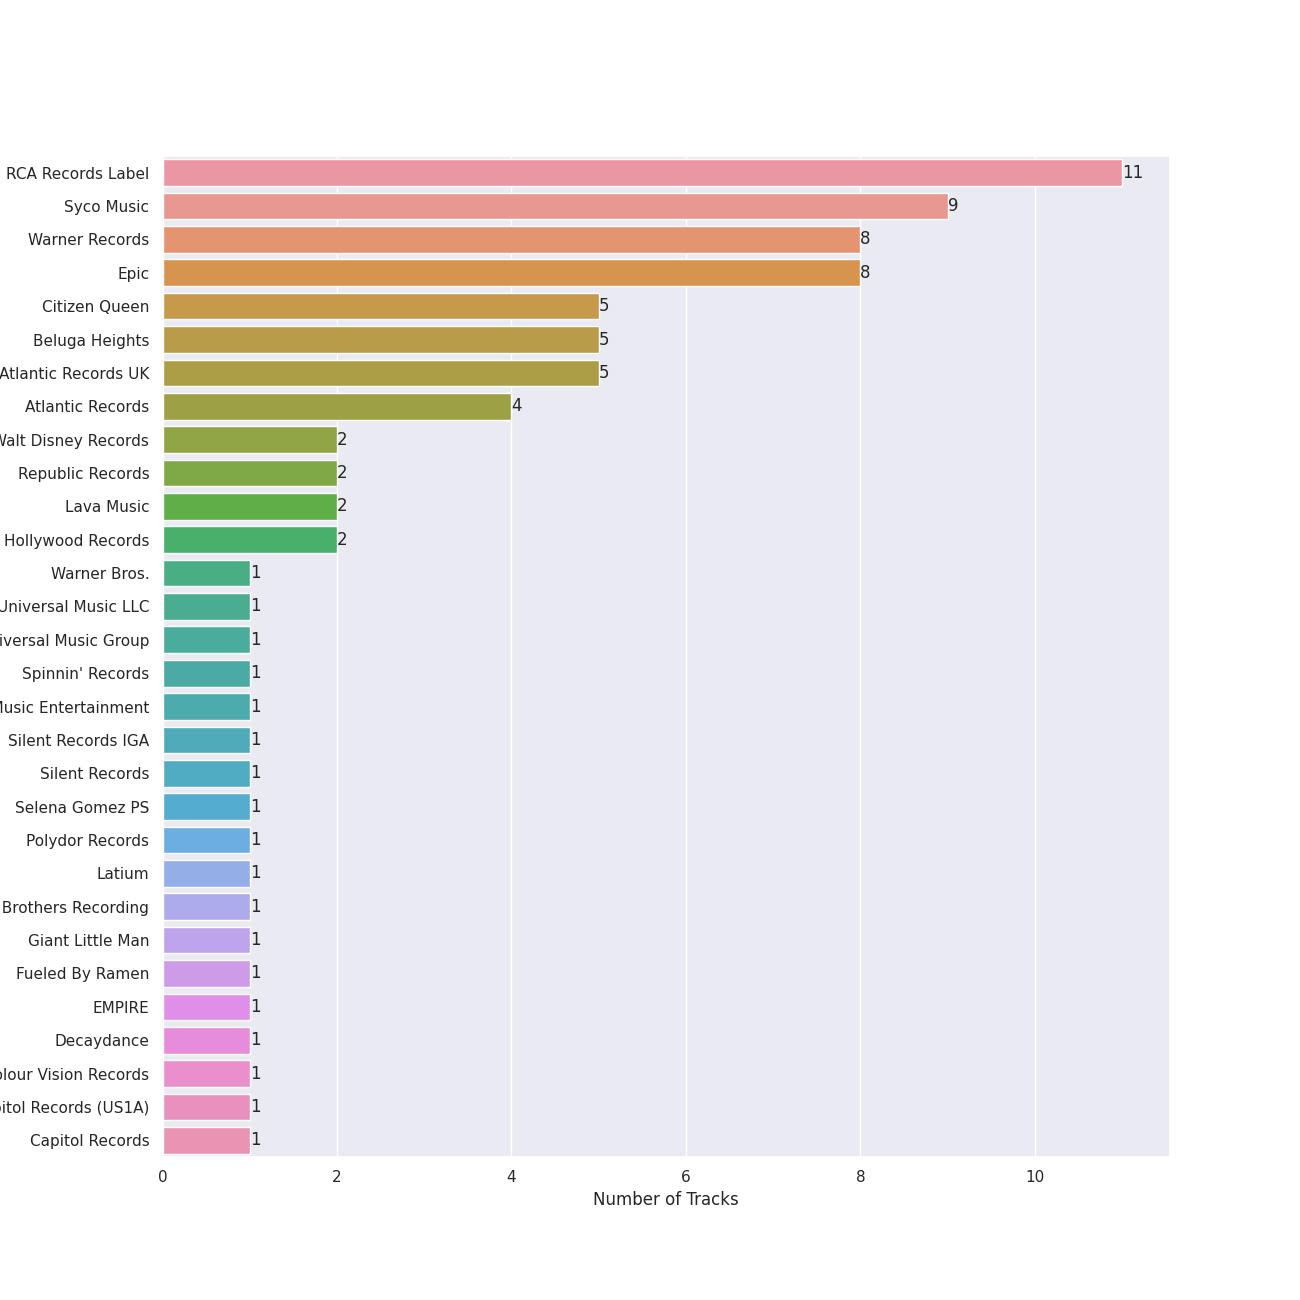 RCA Records Label 11
Syco Music 9
Warner Records 8
Epic 8
Citizen Queen 5
Beluga Heights 5
Atlantic Records UK 5
Atlantic Records 4
Walt Disney Records 2
Republic Records 2
Lava Music 2
Hollywood Records 2
Warner Bros. 1
Universal Music LLC 1
iversal Music Group 1
Spinnin' Records 1
Music Entertainment 1
Silent Records IGA 1
Silent Records 1
Selena Gomez PS 1
Polydor Records 1
Latium 1
Brothers Recording 1
Giant Little Man 1
Fueled By Ramen 1
EMPIRE 1
Decaydance 1
olour Vision Records 1
itol Records (US1A) 1
Capitol Records 1
0 2 4 6 8 10
Number of Tracks